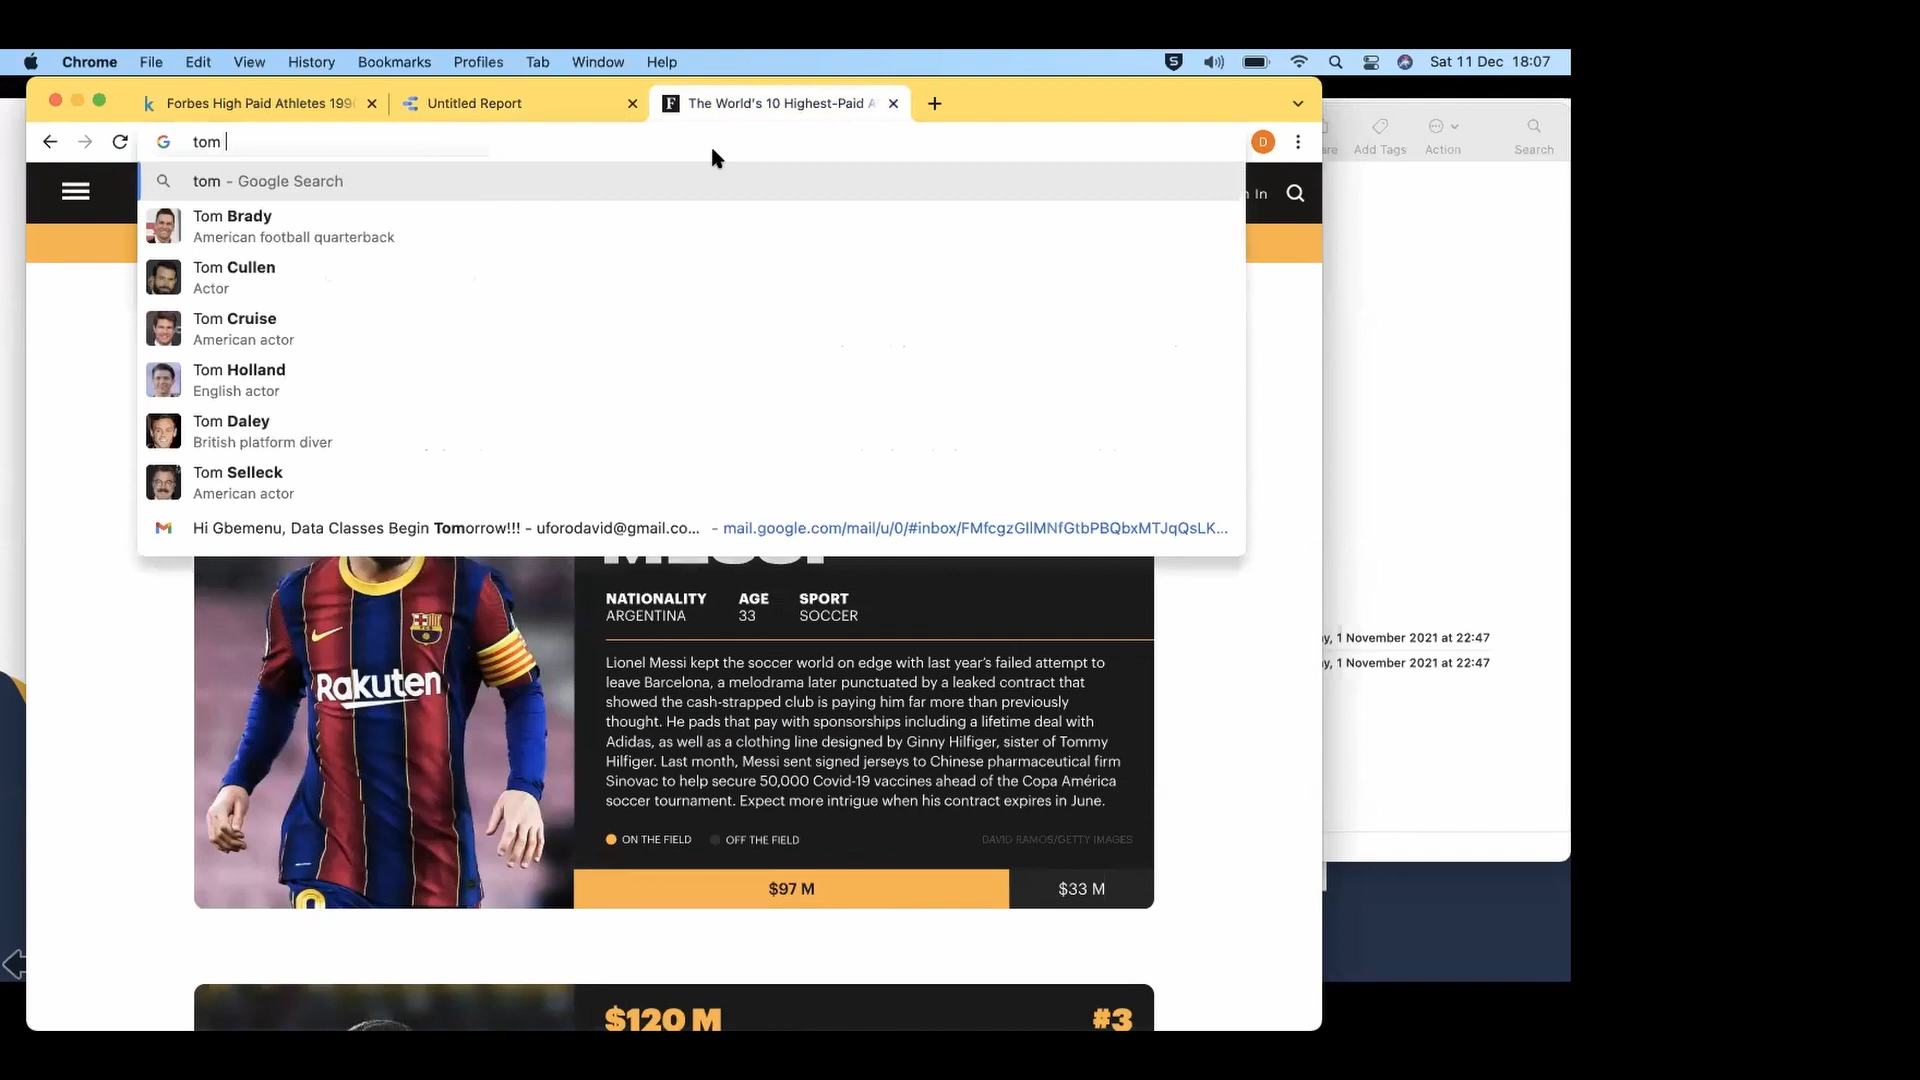 Chrome File Edit View History Bookmarks Profiles Tab Window Help Sat 11 Dec 18:07
Forbes High Paid Athletes 199 Untitled Report The World's 10 Highest-Paid A
tom
D
tom - Google Search
Tom Brady
American football quarterback
Tom Cullen
Actor
Tom Cruise
American actor
Tom Holland
English actor
Tom Daley
British platform diver
Tom Selleck
American actor
Hi Gbemenu, Data Classes Begin Tomorrow!!! - uforodavid@gmail.co... - mail.google.com/mail/u/0/#inbox/FMfcgzGllMNfGtbPBQbxMTJqQsLK...
In
Add Tags Action Search
MESSI
NATIONALITY AGE SPORT
ARGENTINA 33 SOCCER
Lionel Messi kept the soccer world on edge with last year's failed attempt to
leave Barcelona, a melodrama later punctuated by a leaked contract that
showed the cash-strapped club is paying him far more than previously
thought. He pads that pay with sponsorships including a lifetime deal with
Adidas, as well as a clothing line designed by Ginny Hilfiger, sister of Tommy
Hilfiger. Last month, Messi sent signed jerseys to Chinese pharmaceutical firm
Sinovac to help secure 50,000 Covid-19 vaccines ahead of the Copa América
soccer tournament. Expect more intrigue when his contract expires in June.
ON THE FIELD OFF THE FIELD DAVID RAMOS/GETTY IMAGES
$97 M $33 M
Rakuten
$120 M #3
y, 1 November 2021 at 22:47
y, 1 November 2021 at 22:47